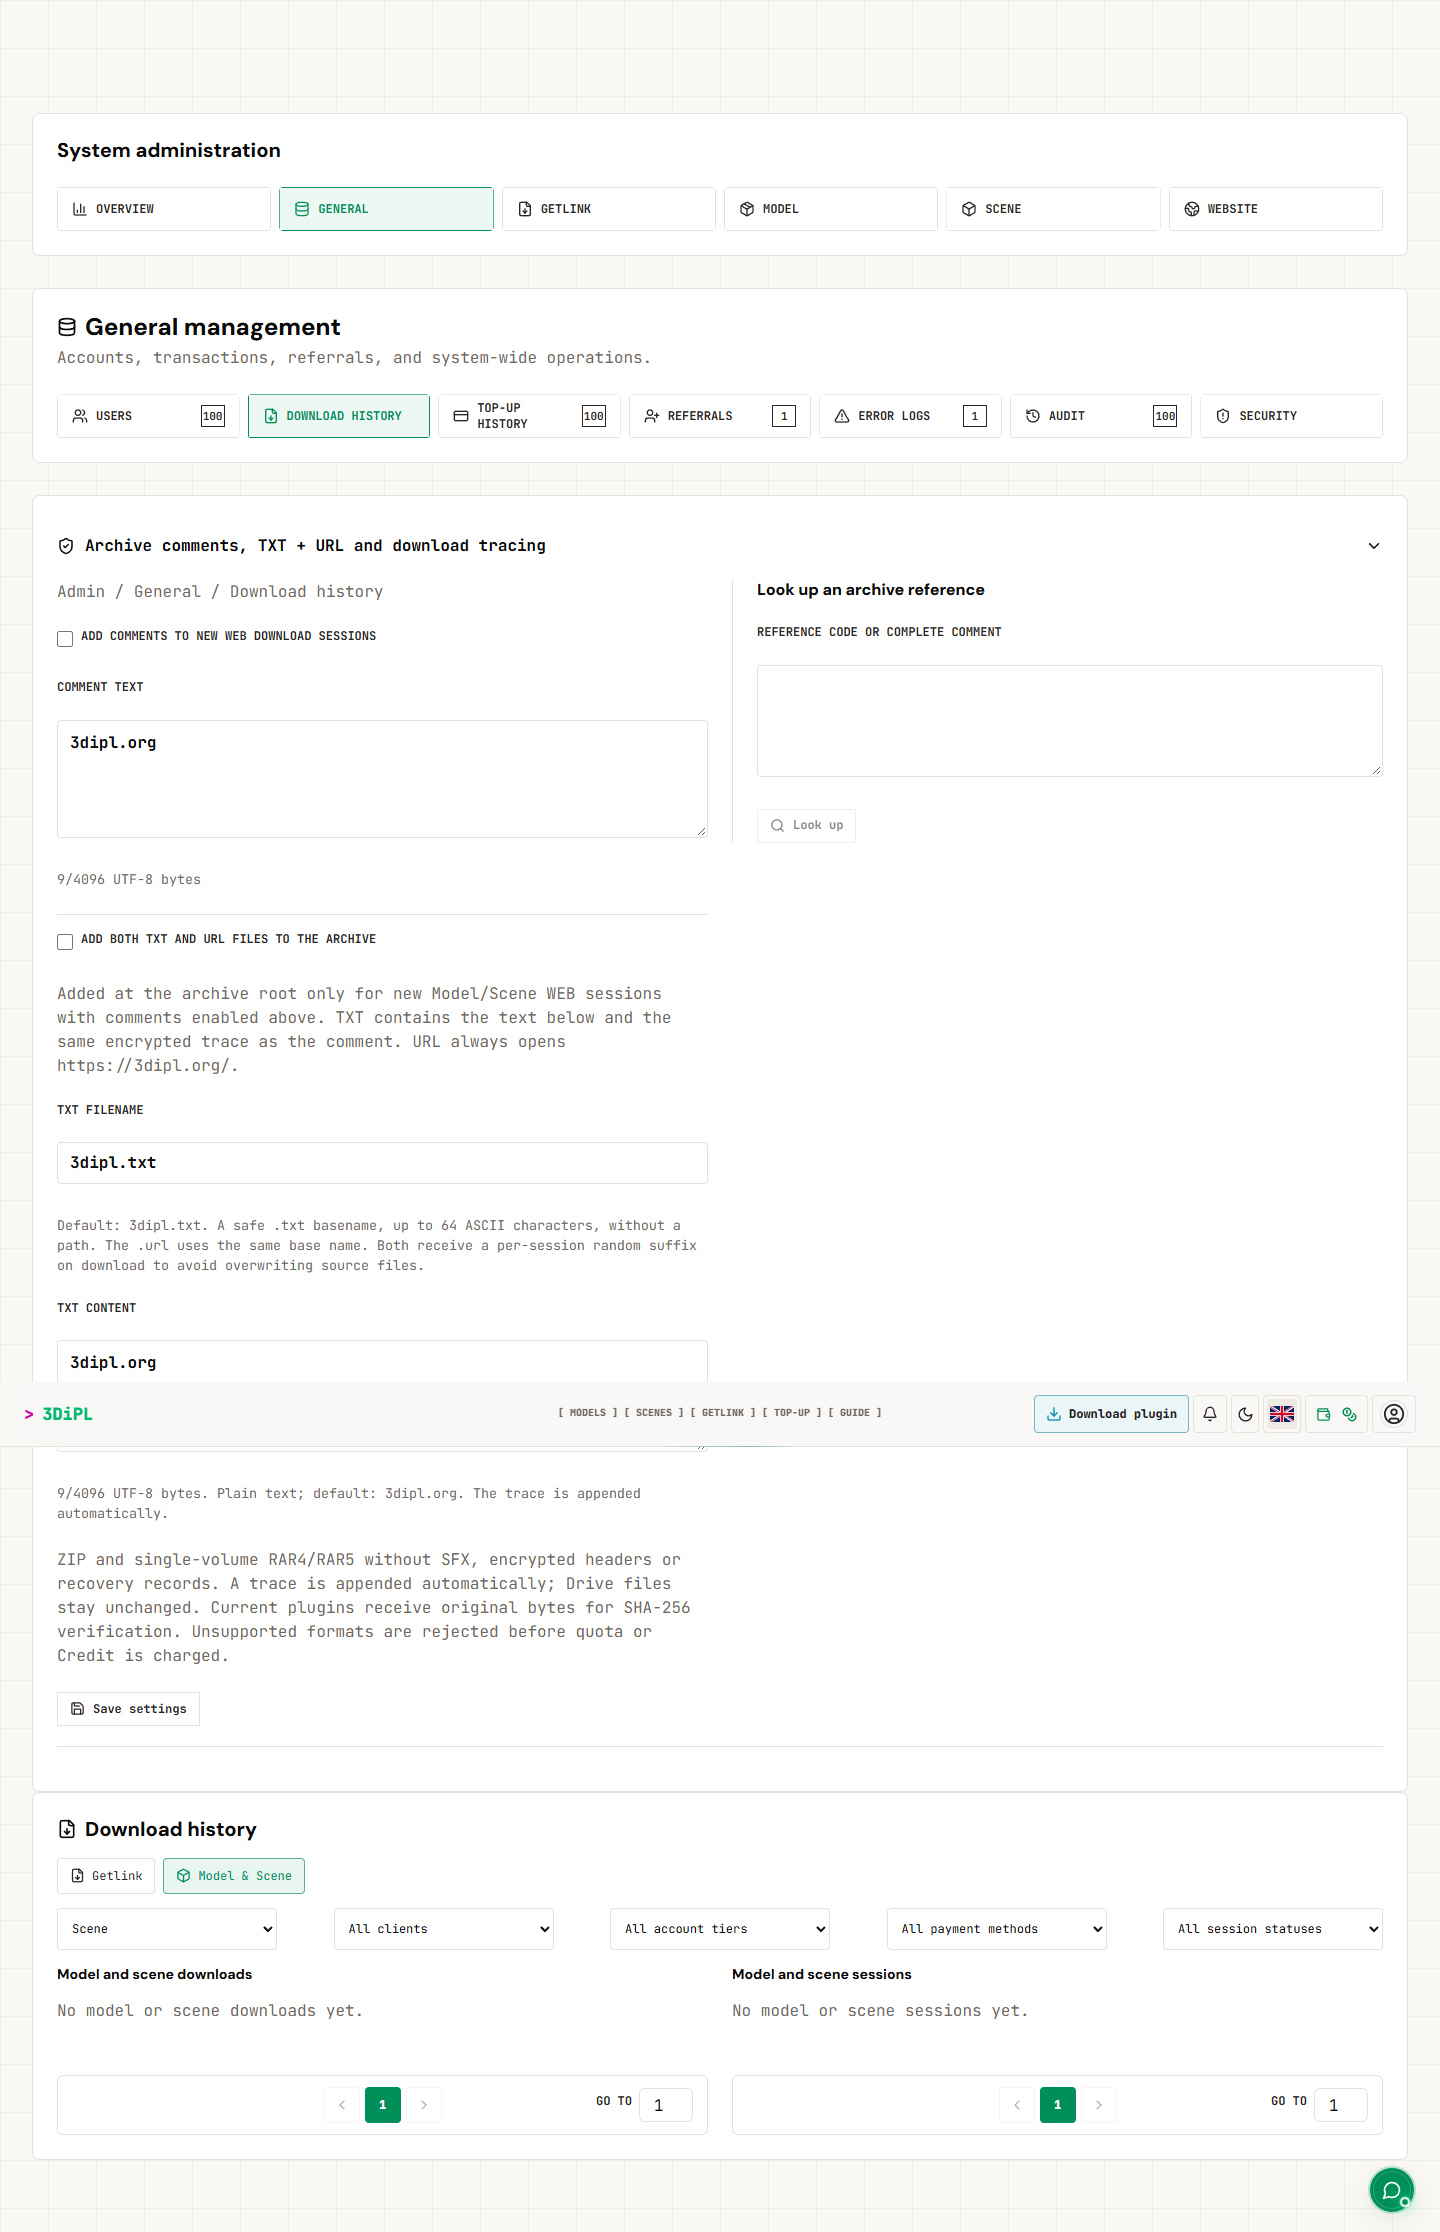 System administration
OVERVIEW
GENERAL
GETLINK
MODEL
SCENE
WEBSITE
General management
Accounts, transactions, referrals, and system-wide operations.
USERS 100
DOWNLOAD HISTORY
TOP-UP
HISTORY
100
REFERRALS 1
ERROR LOGS 1
AUDIT 100
SECURITY
Archive comments, TXT + URL and download tracing
Admin / General / Download history
ADD COMMENTS TO NEW WEB DOWNLOAD SESSIONS
COMMENT TEXT
3dipl.org
9/4096 UTF-8 bytes
Look up an archive reference
REFERENCE CODE OR COMPLETE COMMENT
Look up
ADD BOTH TXT AND URL FILES TO THE ARCHIVE
Added at the archive root only for new Model/Scene WEB sessions
with comments enabled above. TXT contains the text below and the
same encrypted trace as the comment. URL always opens
https://3dipl.org/.
TXT FILENAME
3dipl.txt
Default: 3dipl.txt. A safe .txt basename, up to 64 ASCII characters, without a
path. The .url uses the same base name. Both receive a per-session random suffix
on download to avoid overwriting source files.
TXT CONTENT
3dipl.org
> 3DiPL
[ MODELS ] [ SCENES ] [ GETLINK ] [ TOP-UP ] [ GUIDE ]
Download plugin
9/4096 UTF-8 bytes. Plain text; default: 3dipl.org. The trace is appended
automatically.
ZIP and single-volume RAR4/RAR5 without SFX, encrypted headers or
recovery records. A trace is appended automatically; Drive files
stay unchanged. Current plugins receive original bytes for SHA-256
verification. Unsupported formats are rejected before quota or
Credit is charged.
Save settings
Download history
Getlink
Model & Scene
Scene
All clients
All account tiers
All payment methods
All session statuses
Model and scene downloads
No model or scene downloads yet.
Model and scene sessions
No model or scene sessions yet.
1
GO TO 1
1
GO TO 1